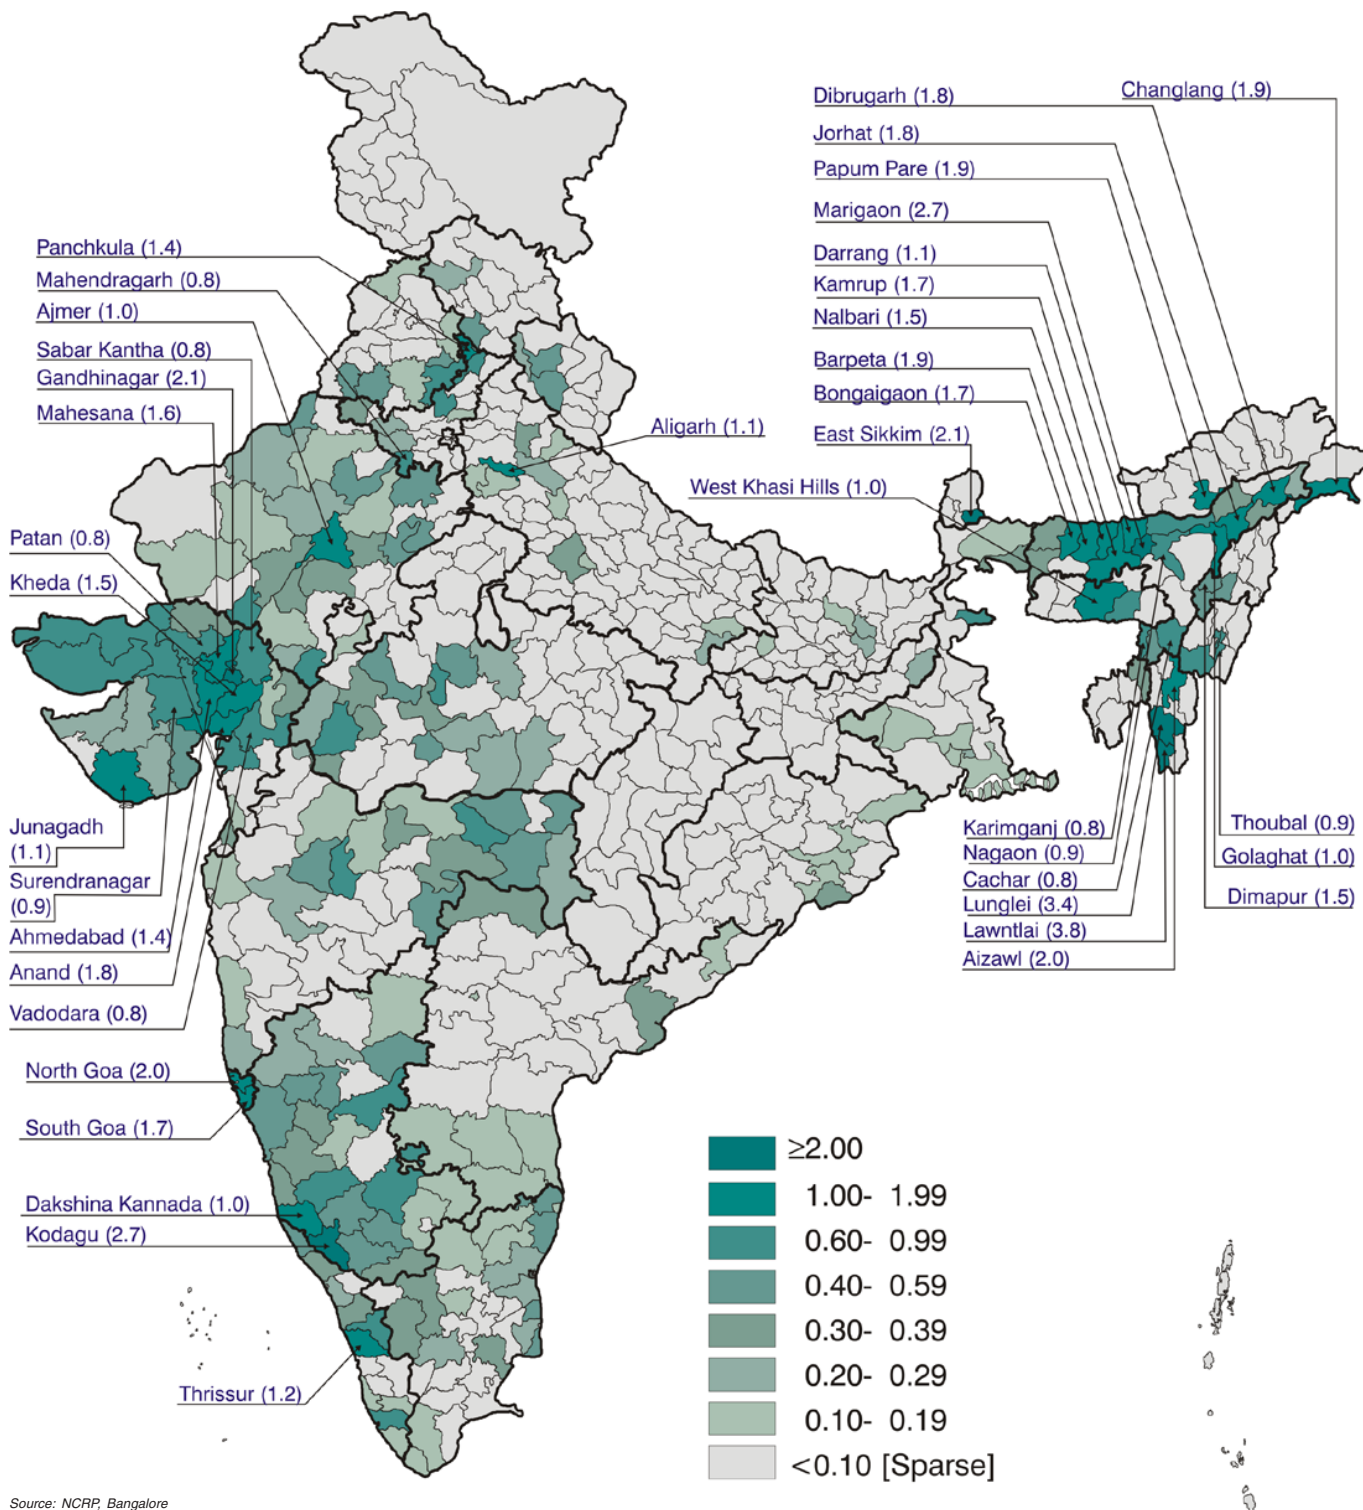 Dibrugarh (1.8)
Changlang (1.9)
Jorhat (1.8)
Papum Pare (1.9)
Marigaon (2.7)
Darrang (1.1)
Kamrup (1.7)
Nalbari (1.5)
Barpeta (1.9)
Bongaigaon (1.7)
East Sikkim (2.1)
West Khasi Hills (1.0)
Panchkula (1.4)
Mahendragarh (0.8)
Ajmer (1.0)
Sabar Kantha (0.8)
Gandhinagar (2.1)
Mahesana (1.6)
Aligarh (1.1)
Patan (0.8)
Kheda (1.5)
Junagadh
(1.1)
Surendranagar
(0.9)
Ahmedabad (1.4)
Anand (1.8)
Vadodara (0.8)
North Goa (2.0)
South Goa (1.7)
Dakshina Kannada (1.0)
Kodagu (2.7)
Thrissur (1.2)
Karimganj (0.8)
Nagaon (0.9)
Cachar (0.8)
Lunglei (3.4)
Lawntlai (3.8)
Aizawl (2.0)
Thoubal (0.9)
Golaghat (1.0)
Dimapur (1.5)
≥2.00
1.00- 1.99
0.60- 0.99
0.40- 0.59
0.30- 0.39
0.20- 0.29
0.10- 0.19
<0.10 [Sparse]
Source: NCRP, Bangalore